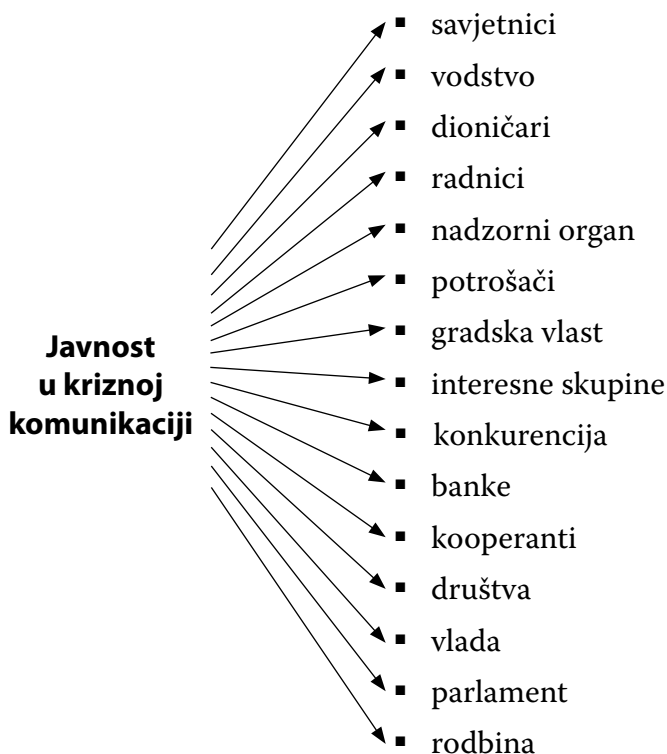 Javnost
u kriznoj
komunikaciji
▪ savjetnici
▪ vodstvo
▪ dioničari
▪ radnici
▪ nadzorni organ
▪ potrošači
▪ gradska vlast
▪ interesne skupine
▪ konkurencija
▪ banke
▪ kooperanti
▪ društva
▪ vlada
▪ parlament
▪ rodbina